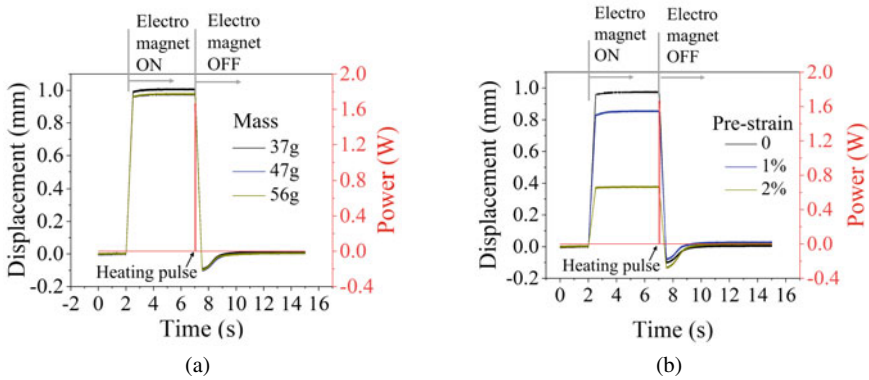 Electro
magnet
ON
Electro
magnet
OFF
Displacement (mm)
1.0
0.8
0.6
0.4
0.2
0.0
-0.2
Mass
37g
47g
56g
Heating pulse
2.0
1.6
1.2
0.8
0.4
0.0
-0.4
Power (W)
-2 0 2 4 6 8 10 12 14 16
Time (s)
(a)
Electro
magnet
ON
Electro
magnet
OFF
Displacement (mm)
1.0
0.8
0.6
0.4
0.2
0.0
-0.2
Pre-strain
0
1%
2%
Heating pulse
2.0
1.6
1.2
0.8
0.4
0.0
-0.4
Power (W)
0 2 4 6 8 10 12 14 16
Time (s)
(b)